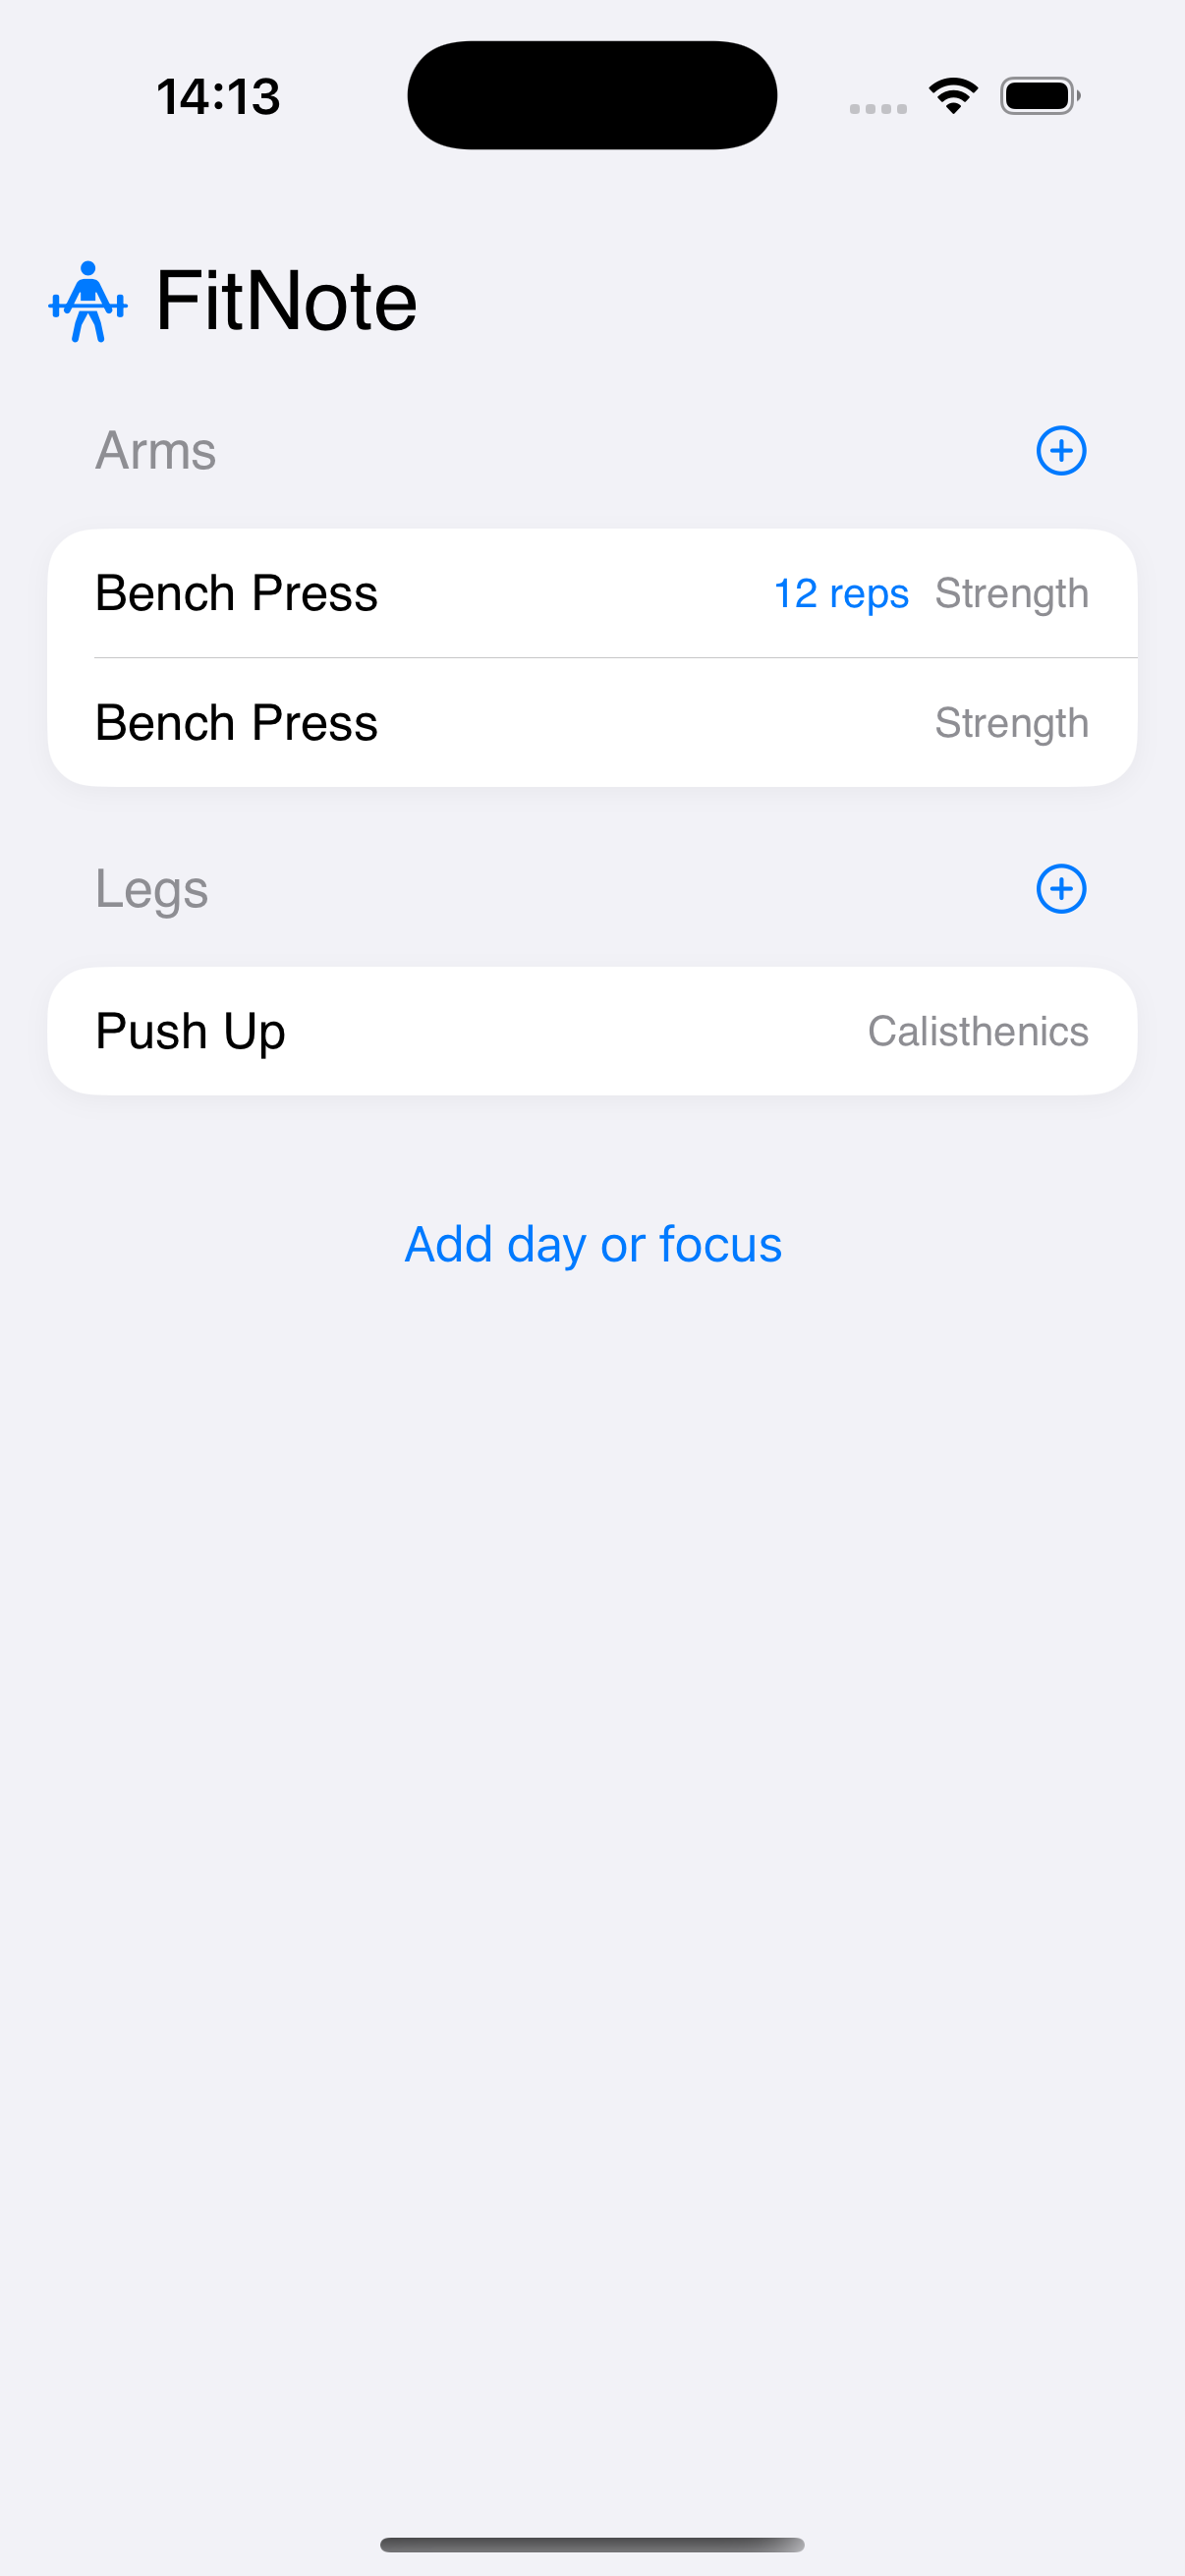 14:13
FitNote
Arms
Bench Press 12 reps Strength
Bench Press Strength
Legs
Push Up Calisthenics
Add day or focus